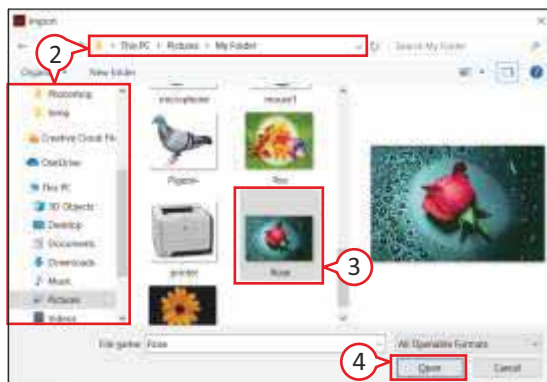 Import
2
This PC > Pictures > My Folder
Search My Folder
New folder
Photoshop
temp
Creative Cloud Fil
OneDrive
This PC
3D Objects
Desktop
Documents
Downloads
Music
Pictures
Videos
microphone
mouse1
Pigeon
printer
Rose
3
File name: Rose
All Openable Formats
4
Open
Cancel